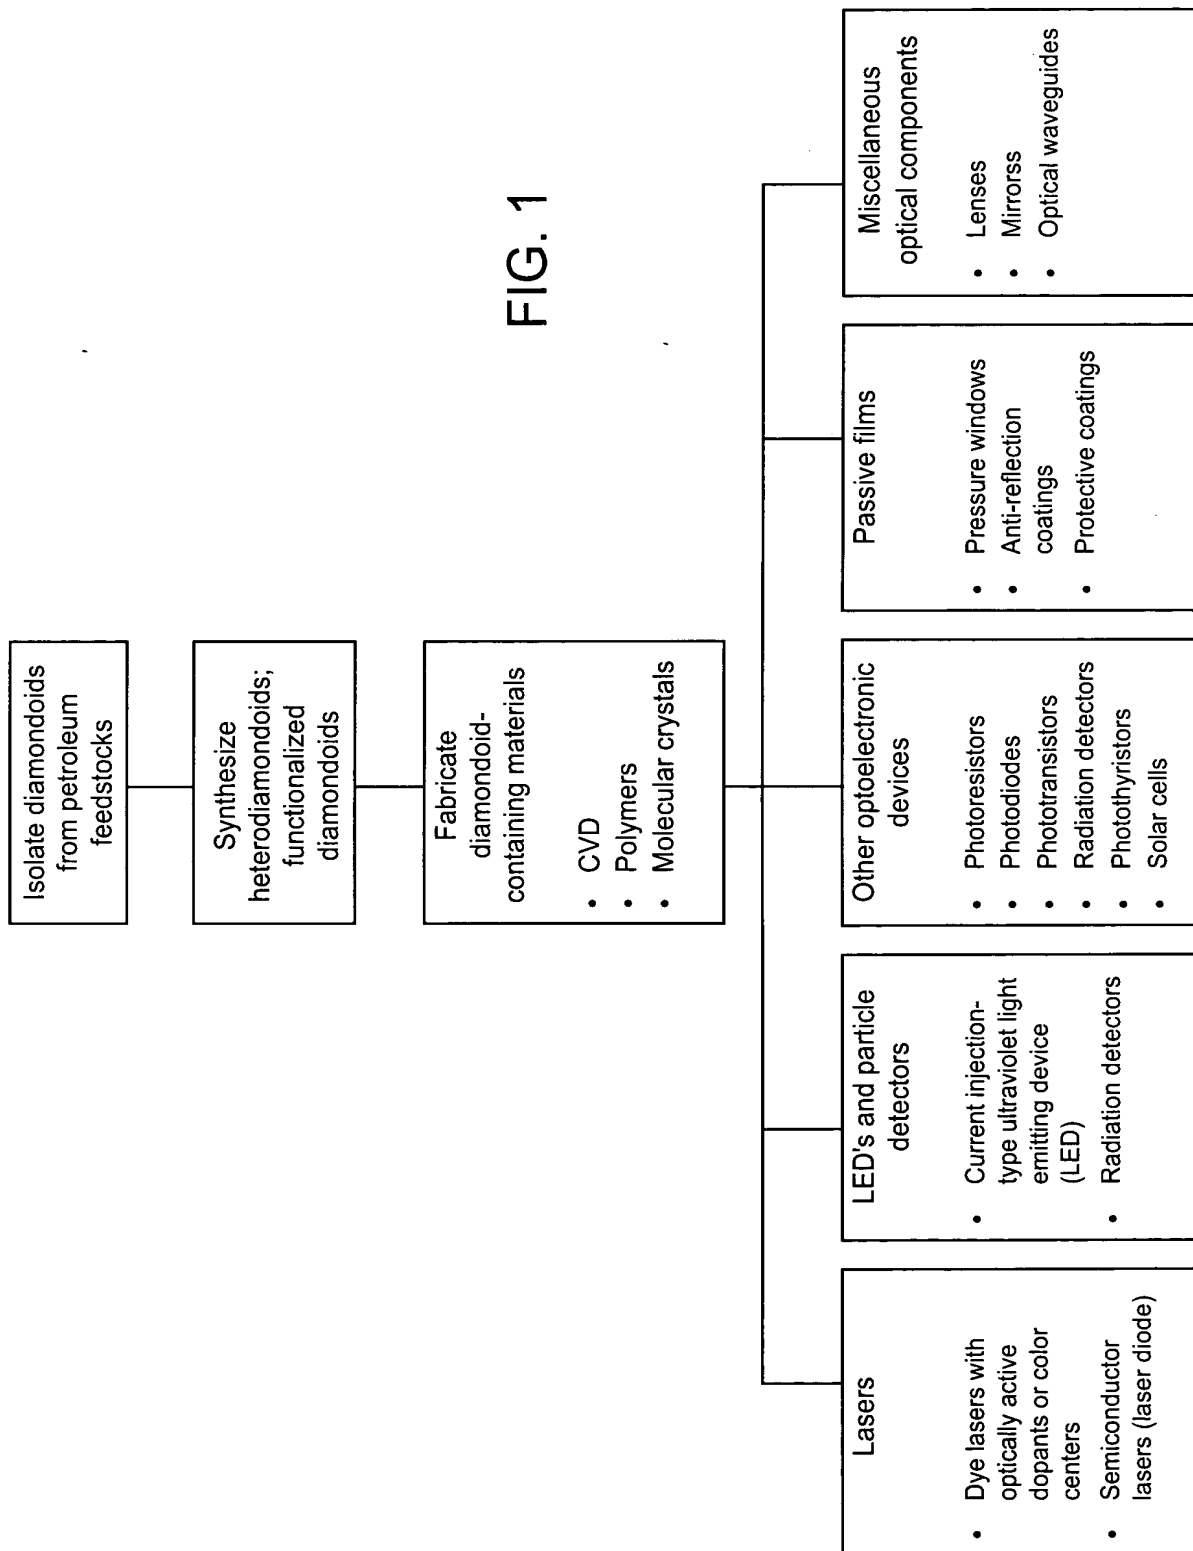 Isolate diamondoids
from petroleum
feedstocks
Synthesize
heterodiamondoids;
functionalized
diamondoids
Fabricate
diamondoid-
containing materials
• CVD
• Polymers
• Molecular crystals
FIG. 1
Lasers
• Dye lasers with
optically active
dopants or color
centers
• Semiconductor
lasers (laser diode)
LED's and particle
detectors
• Current injection-
type ultraviolet light
emitting device
(LED)
• Radiation detectors
Other optoelectronic
devices
• Photoresistors
• Photodiodes
• Phototransistors
• Radiation detectors
• Photothyristors
• Solar cells
Passive films
• Pressure windows
• Anti-reflection
coatings
• Protective coatings
Miscellaneous
optical components
• Lenses
• Mirrorss
• Optical waveguides